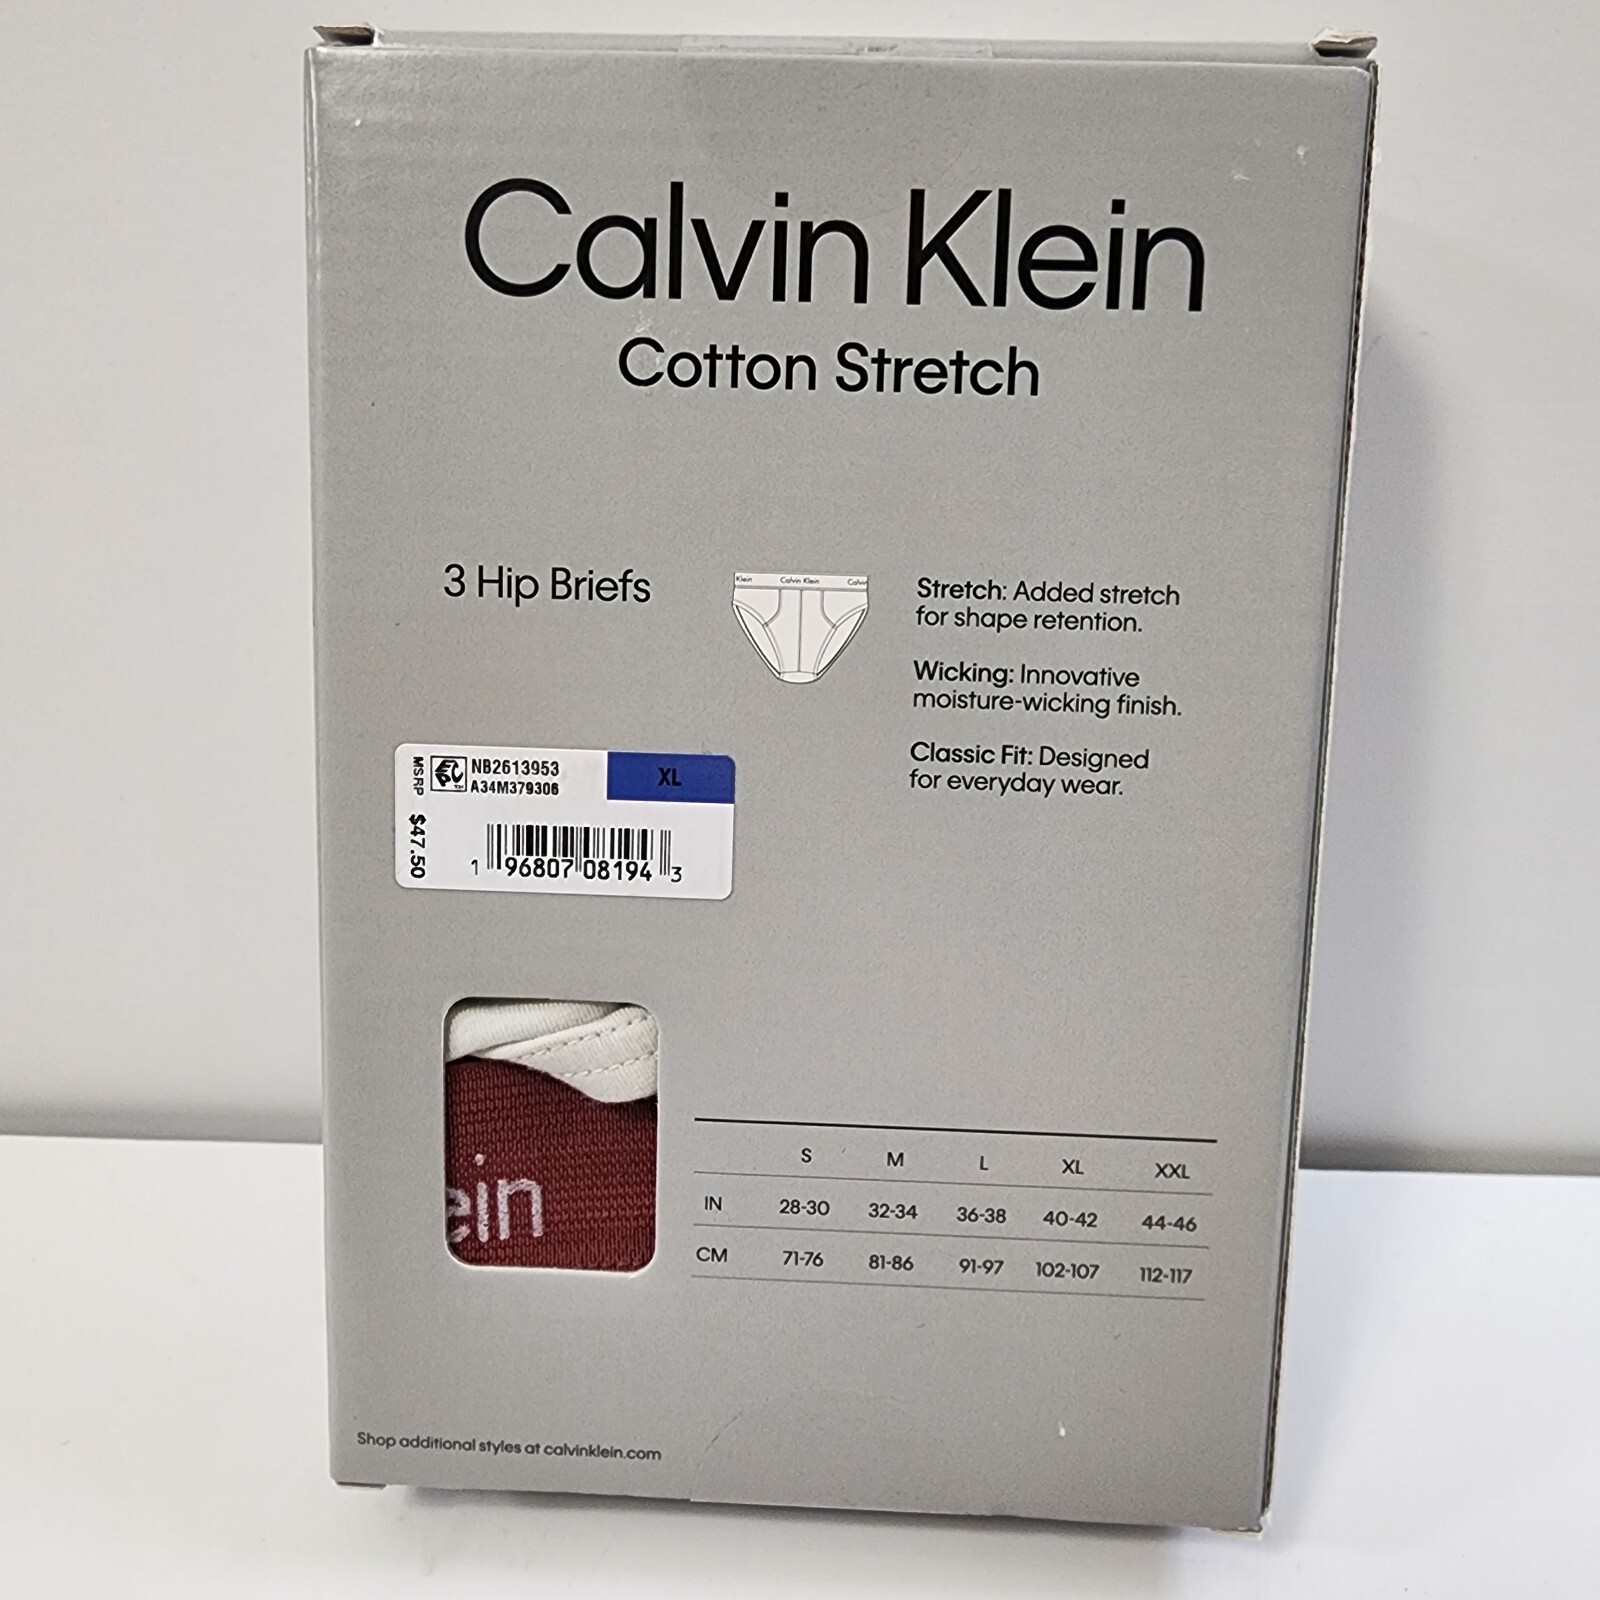 Calvin Klein
Cotton Stretch
3 Hip Briefs
Klein Calvin Klein Calvin
Stretch: Added stretch
for shape retention.
Wicking: Innovative
moisture-wicking finish.
Classic Fit: Designed
for everyday wear.
MSRP $47.50
NB2613953
A34M379306
XL
1 96807 08194 3
ein
S M L XL XXL
IN 28-30 32-34 36-38 40-42 44-46
CM 71-76 81-86 91-97 102-107 112-117
Shop additional styles at calvinklein.com